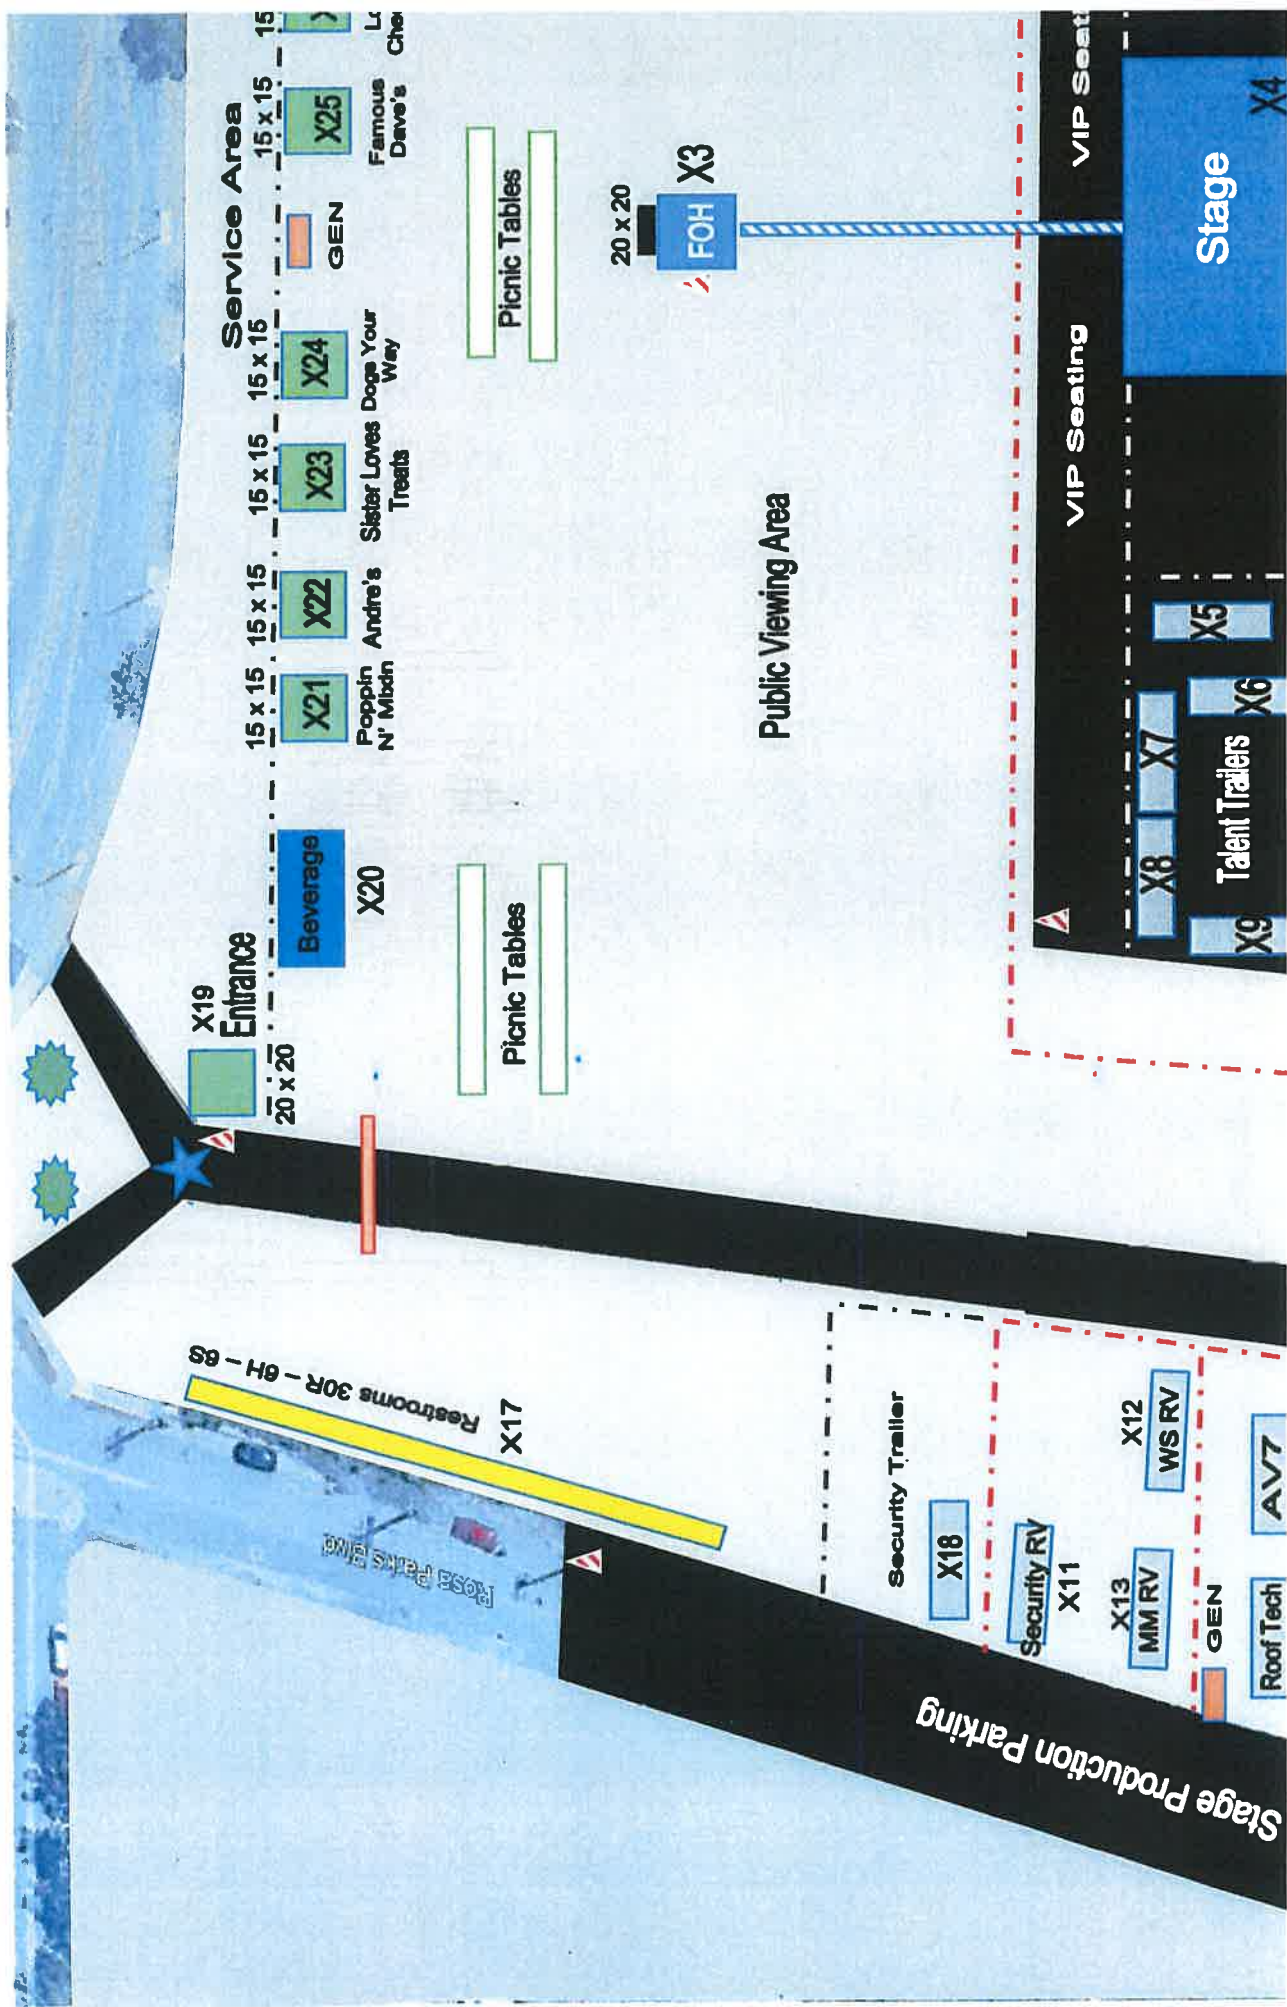 Service Area
15 x 15
15 x 15
15 x 15
15 x 15
15 x 15
15
X19
Entrance
20 x 20
Beverage
X20
X21
Poppin
N' Mixin
X22
Andre's
X23
Sister Loves
Treats
X24
Dogs Your
Way
GEN
X25
Famous
Dave's
Picnic Tables
Picnic Tables
Restrooms 30R – 6H – 6S
X17
Rosa Parks Blvd
20 x 20
FOH
X3
Public Viewing Area
Security Trailer
X18
Security RV
X11
X12
WS RV
X13
MM RV
GEN
Roof Tech
AV7
Stage Production Parking
VIP Seating
VIP Seat
X8
X7
X5
X9
Talent Trailers
X6
Stage
X4